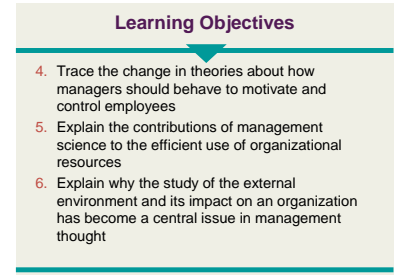 Learning Objectives
4. Trace the change in theories about how
managers should behave to motivate and
control employees
5. Explain the contributions of management
science to the efficient use of organizational
resources
6. Explain why the study of the external
environment and its impact on an organization
has become a central issue in management
thought